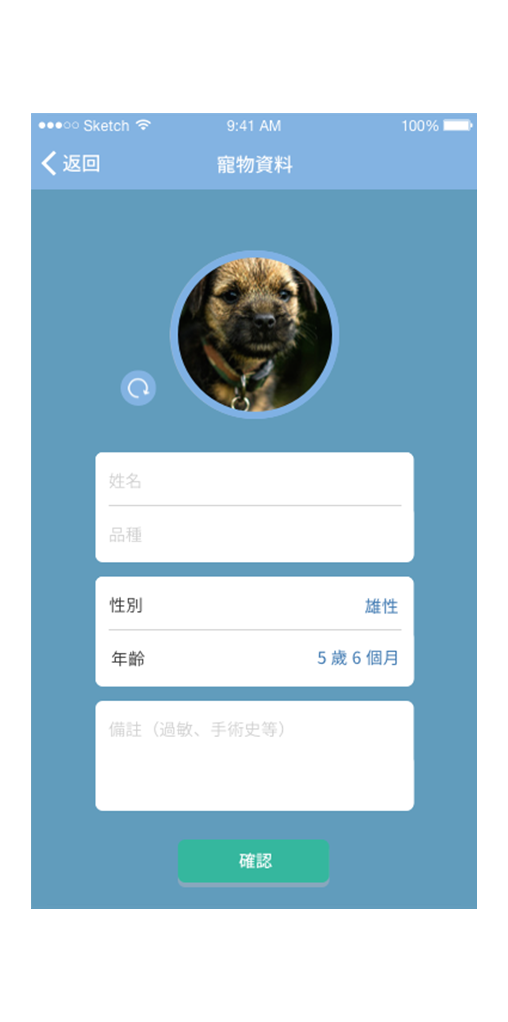 Sketch 9:41 AM 100%
返回 寵物資料
姓名
品種
性別 雄性
年齡 5 歲 6 個月
備註（過敏、手術史等）
確認